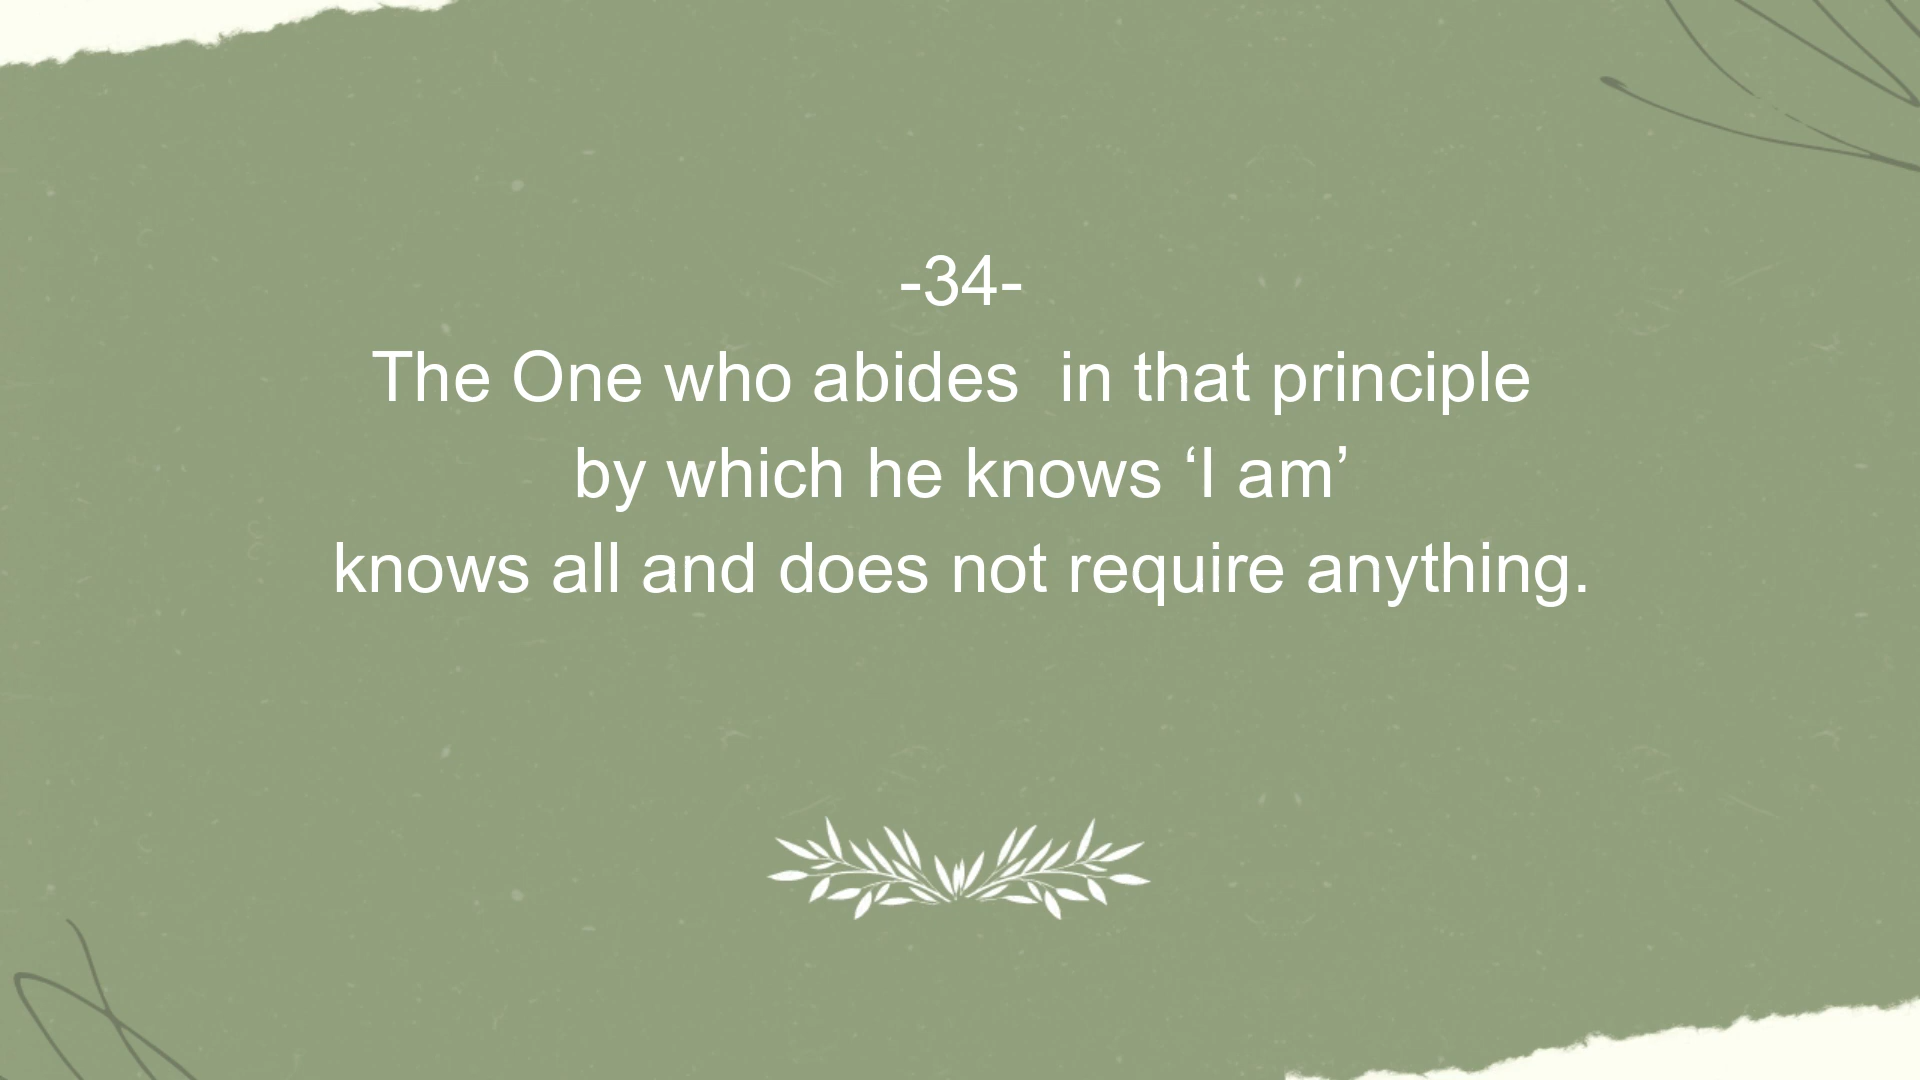 -34-
The One who abides  in that principle
by which he knows ‘I am’
knows all and does not require anything.